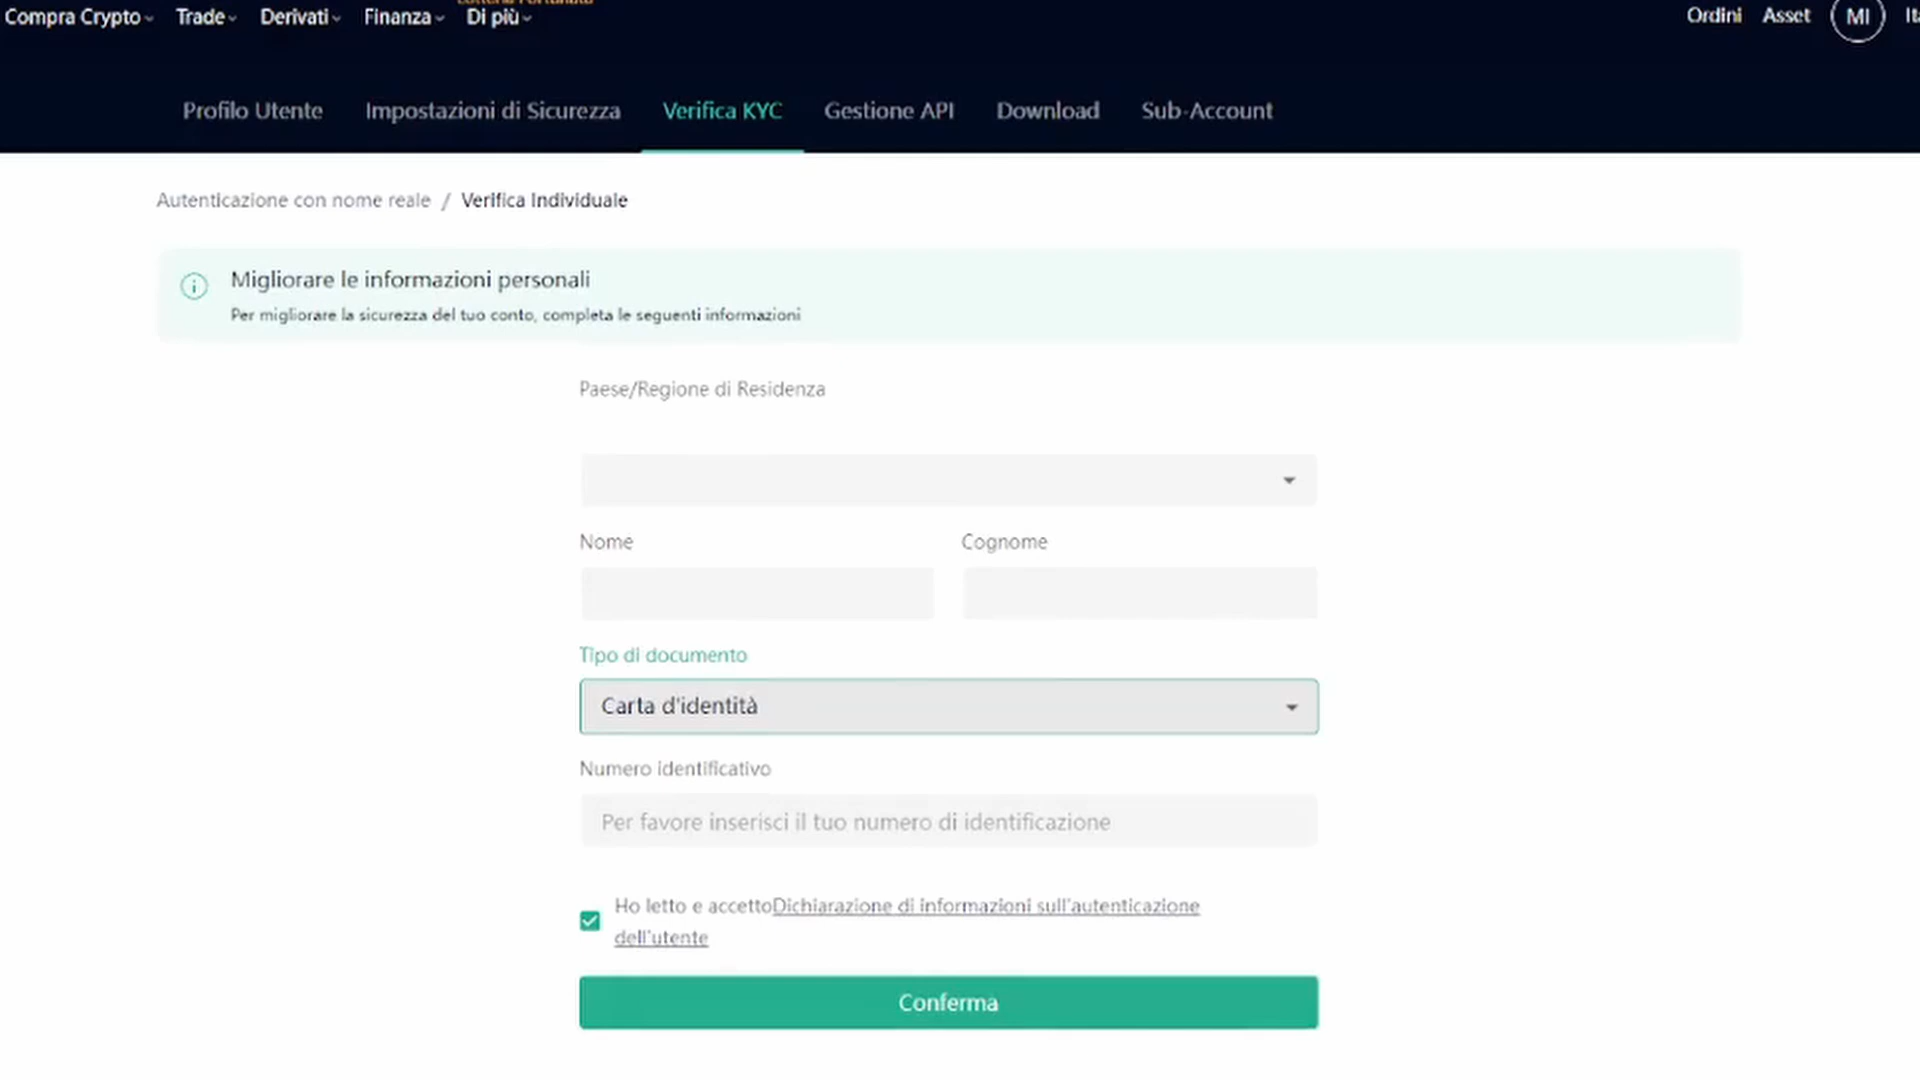 Compra Crypto Trade Derivati Finanza Di più Ordini Asset MI
Profilo Utente Impostazioni di Sicurezza Verifica KYC Gestione API Download Sub-Account
Autenticazione con nome reale / Verifica Individuale
Migliorare le informazioni personali
Per migliorare la sicurezza del tuo conto, completa le seguenti informazioni
Paese/Regione di Residenza
Nome Cognome
Tipo di documento
Carta d'identità
Numero identificativo
Per favore inserisci il tuo numero di identificazione
Ho letto e accettoDichiarazione di informazioni sull'autenticazione
dell'utente
Conferma